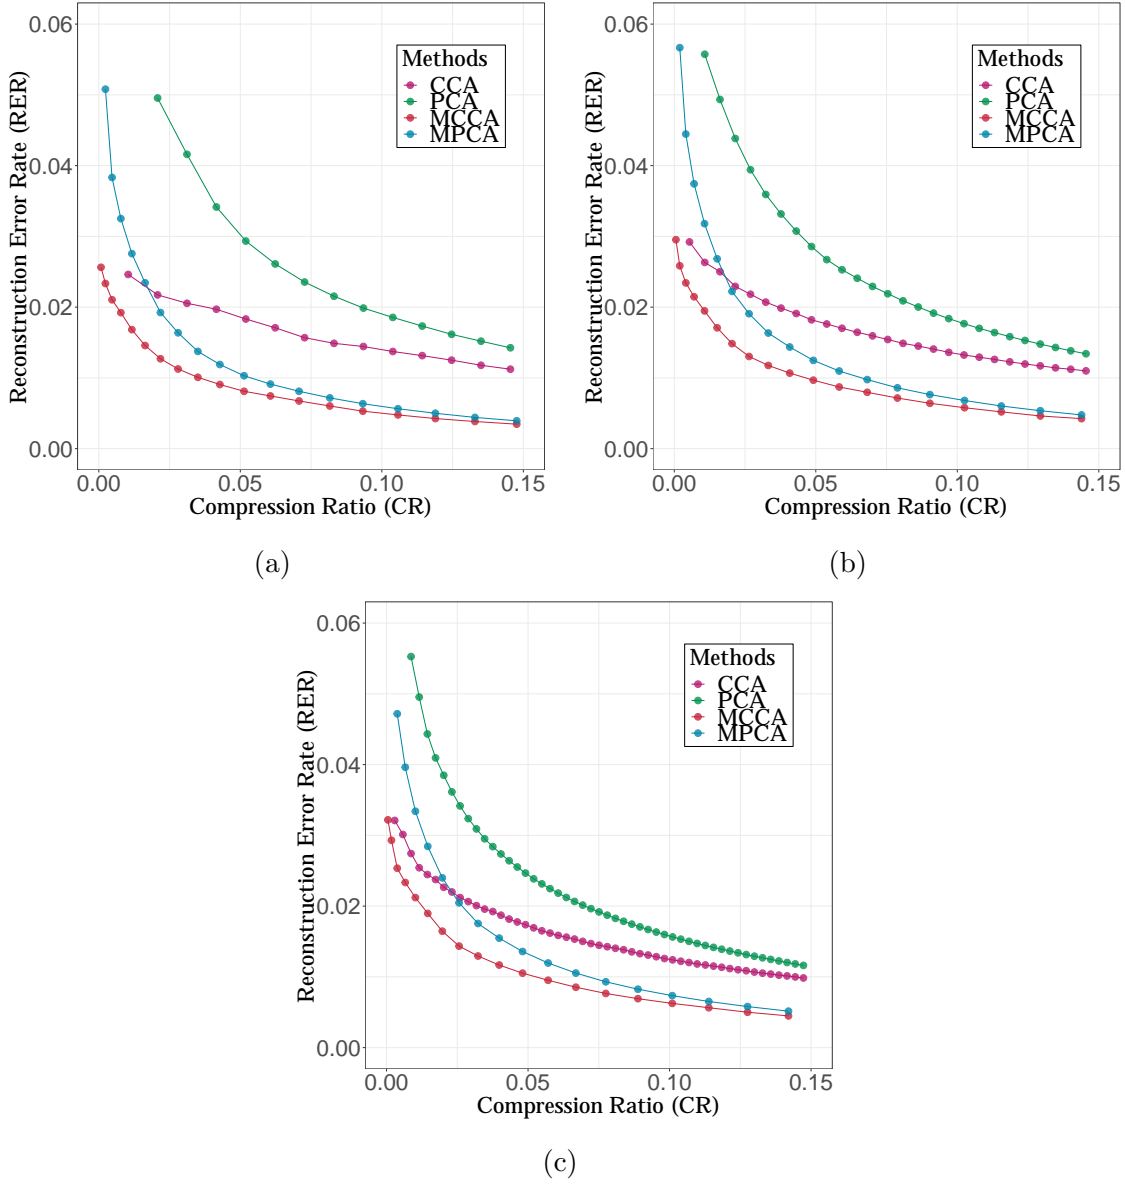 0.06
0.04
0.02
0.00
Reconstruction Error Rate (RER)
Methods
CCA
PCA
MCCA
MPCA
0.00 0.05 0.10 0.15
Compression Ratio (CR)
(a)
0.06
0.04
0.02
0.00
Reconstruction Error Rate (RER)
Methods
CCA
PCA
MCCA
MPCA
0.00 0.05 0.10 0.15
Compression Ratio (CR)
(b)
0.06
0.04
0.02
0.00
Reconstruction Error Rate (RER)
Methods
CCA
PCA
MCCA
MPCA
0.00 0.05 0.10 0.15
Compression Ratio (CR)
(c)